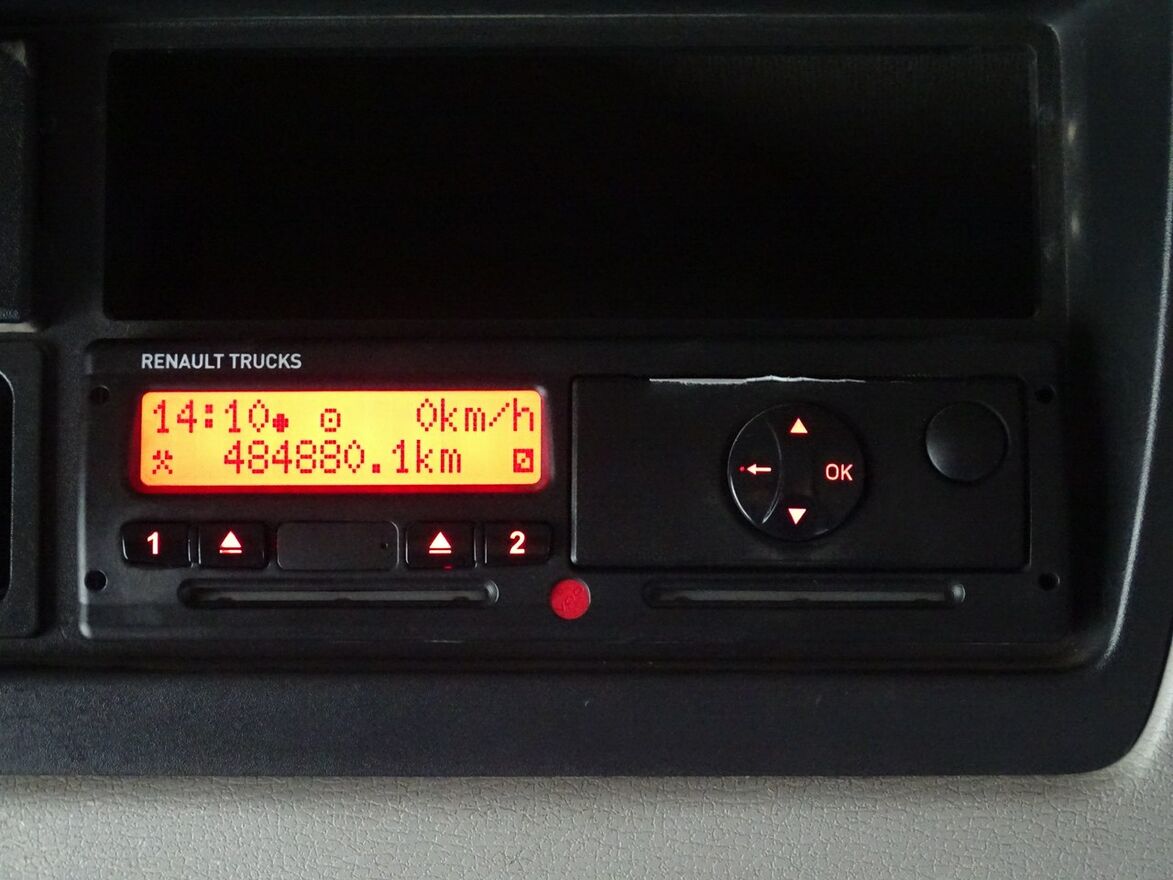 RENAULT TRUCKS
14:10 0km/h
484880.1km
1 2
OK